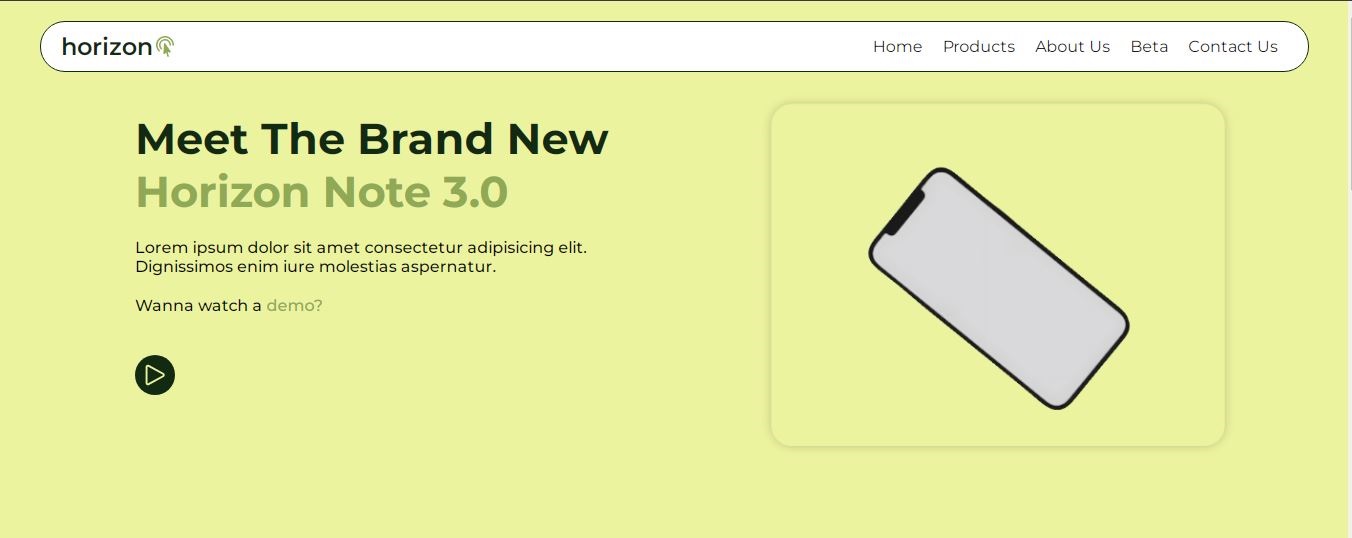 horizon
Home Products About Us Beta Contact Us
Meet The Brand New
Horizon Note 3.0
Lorem ipsum dolor sit amet consectetur adipisicing elit.
Dignissimos enim iure molestias aspernatur.
Wanna watch a demo?